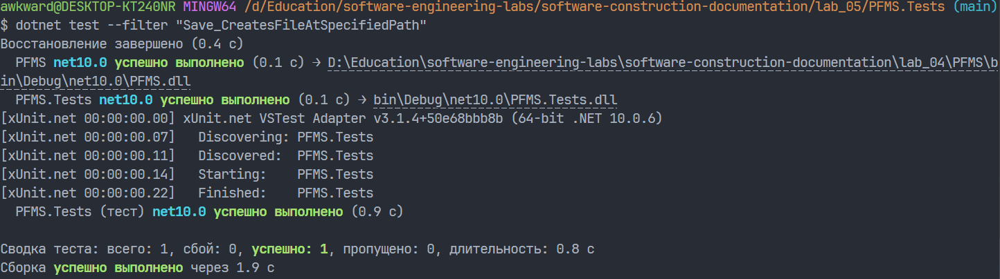 awkward@DESKTOP-KT240NR MINGW64 /d/Education/software-engineering-labs/software-construction-documentation/lab_05/PFMS.Tests (main)
$ dotnet test --filter "Save_CreatesFileAtSpecifiedPath"
Восстановление завершено (0.4 с)
  PFMS net10.0 успешно выполнено (0.1 с) → D:\Education\software-engineering-labs\software-construction-documentation\lab_04\PFMS\b
in\Debug\net10.0\PFMS.dll
  PFMS.Tests net10.0 успешно выполнено (0.1 с) → bin\Debug\net10.0\PFMS.Tests.dll
[xUnit.net 00:00:00.00] xUnit.net VSTest Adapter v3.1.4+50e68bbb8b (64-bit .NET 10.0.6)
[xUnit.net 00:00:00.07]   Discovering: PFMS.Tests
[xUnit.net 00:00:00.11]   Discovered:  PFMS.Tests
[xUnit.net 00:00:00.14]   Starting:    PFMS.Tests
[xUnit.net 00:00:00.22]   Finished:    PFMS.Tests
  PFMS.Tests (тест) net10.0 успешно выполнено (0.9 с)

Сводка теста: всего: 1, сбой: 0, успешно: 1, пропущено: 0, длительность: 0.8 с
Сборка успешно выполнено через 1.9 с